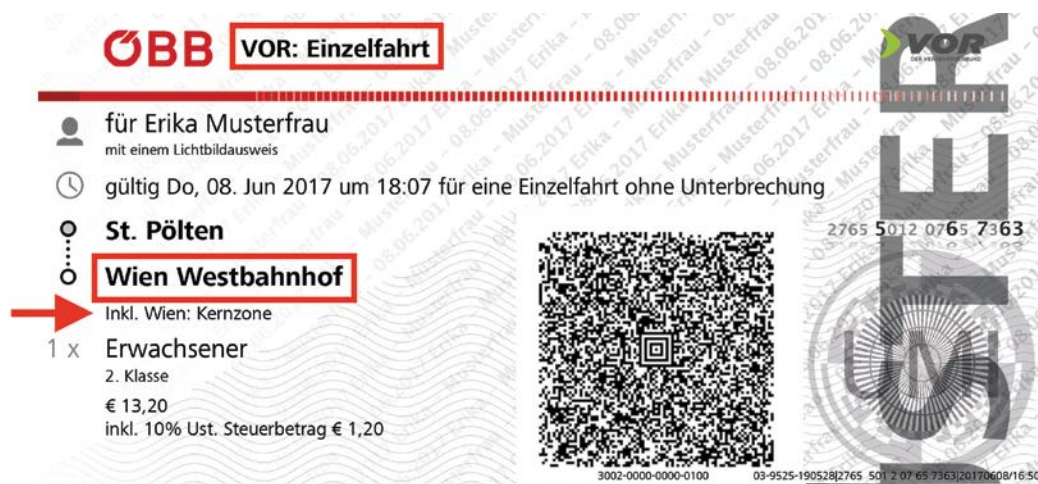 ÖBB VOR: Einzelfahrt
VOR
DER VERKEHRSVERBUND
für Erika Musterfrau
mit einem Lichtbildausweis
gültig Do, 08. Jun 2017 um 18:07 für eine Einzelfahrt ohne Unterbrechung
St. Pölten
2765 5012 0765 7363
Wien Westbahnhof
Inkl. Wien: Kernzone
1 x Erwachsener
2. Klasse
€ 13,20
inkl. 10% Ust. Steuerbetrag € 1,20
3002-0000-0000-0100
03-9525-190528|2765 501 2 07 65 7363|20170608/16:50